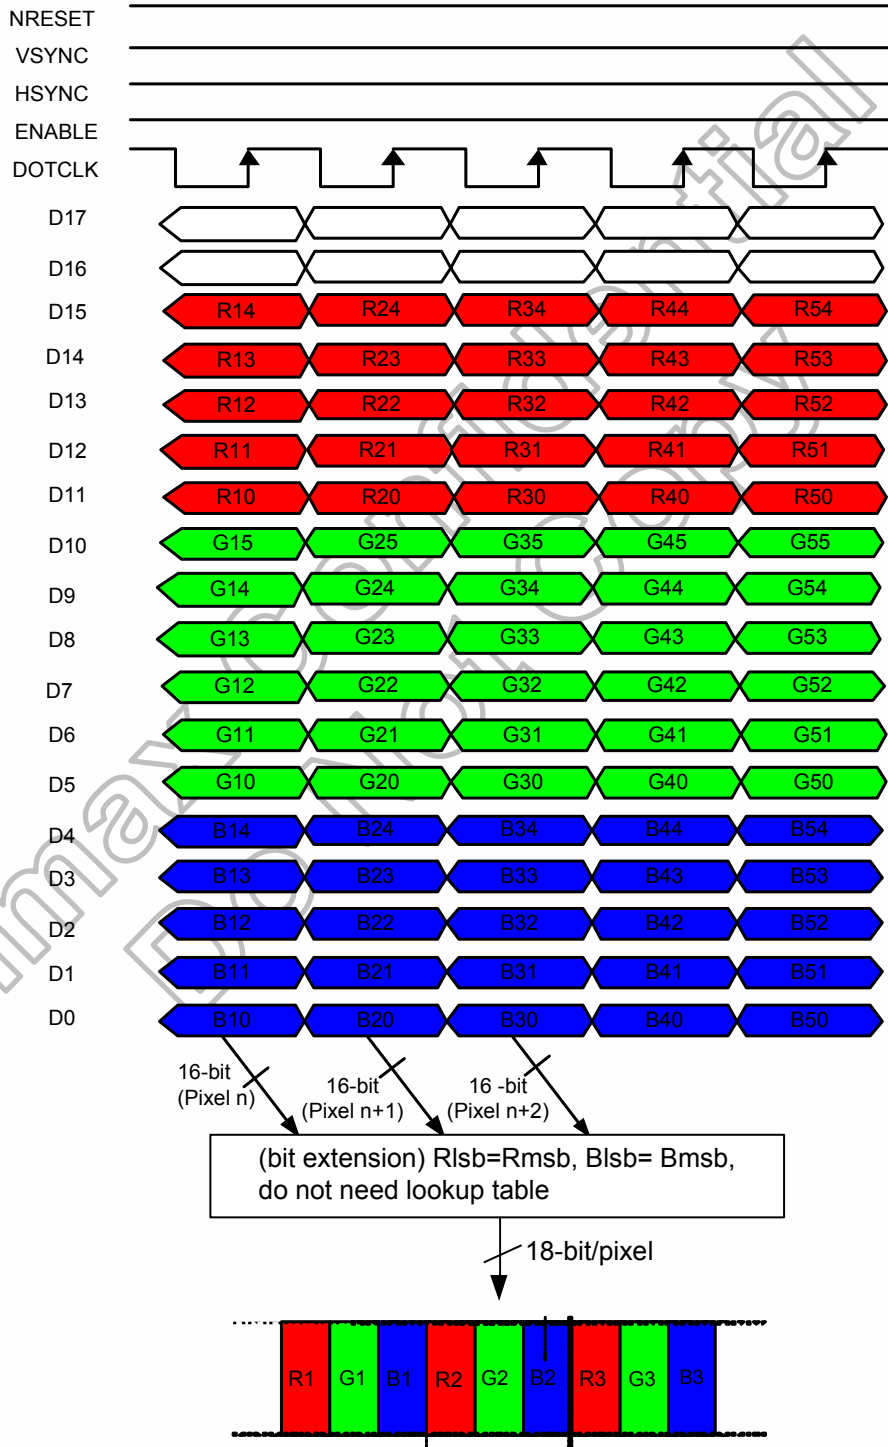 NRESET
VSYNC
HSYNC
ENABLE
DOTCLK
D17
D16
D15 R14 R24 R34 R44 R54
D14 R13 R23 R33 R43 R53
D13 R12 R22 R32 R42 R52
D12 R11 R21 R31 R41 R51
D11 R10 R20 R30 R40 R50
D10 G15 G25 G35 G45 G55
D9 G14 G24 G34 G44 G54
D8 G13 G23 G33 G43 G53
D7 G12 G22 G32 G42 G52
D6 G11 G21 G31 G41 G51
D5 G10 G20 G30 G40 G50
D4 B14 B24 B34 B44 B54
D3 B13 B23 B33 B43 B53
D2 B12 B22 B32 B42 B52
D1 B11 B21 B31 B41 B51
D0 B10 B20 B30 B40 B50
16-bit
(Pixel n)
16-bit
(Pixel n+1)
16 -bit
(Pixel n+2)
(bit extension) Rlsb=Rmsb, Blsb= Bmsb,
do not need lookup table
18-bit/pixel
R1 G1 B1 R2 G2 B2 R3 G3 B3
max confidential
Do Not Copy